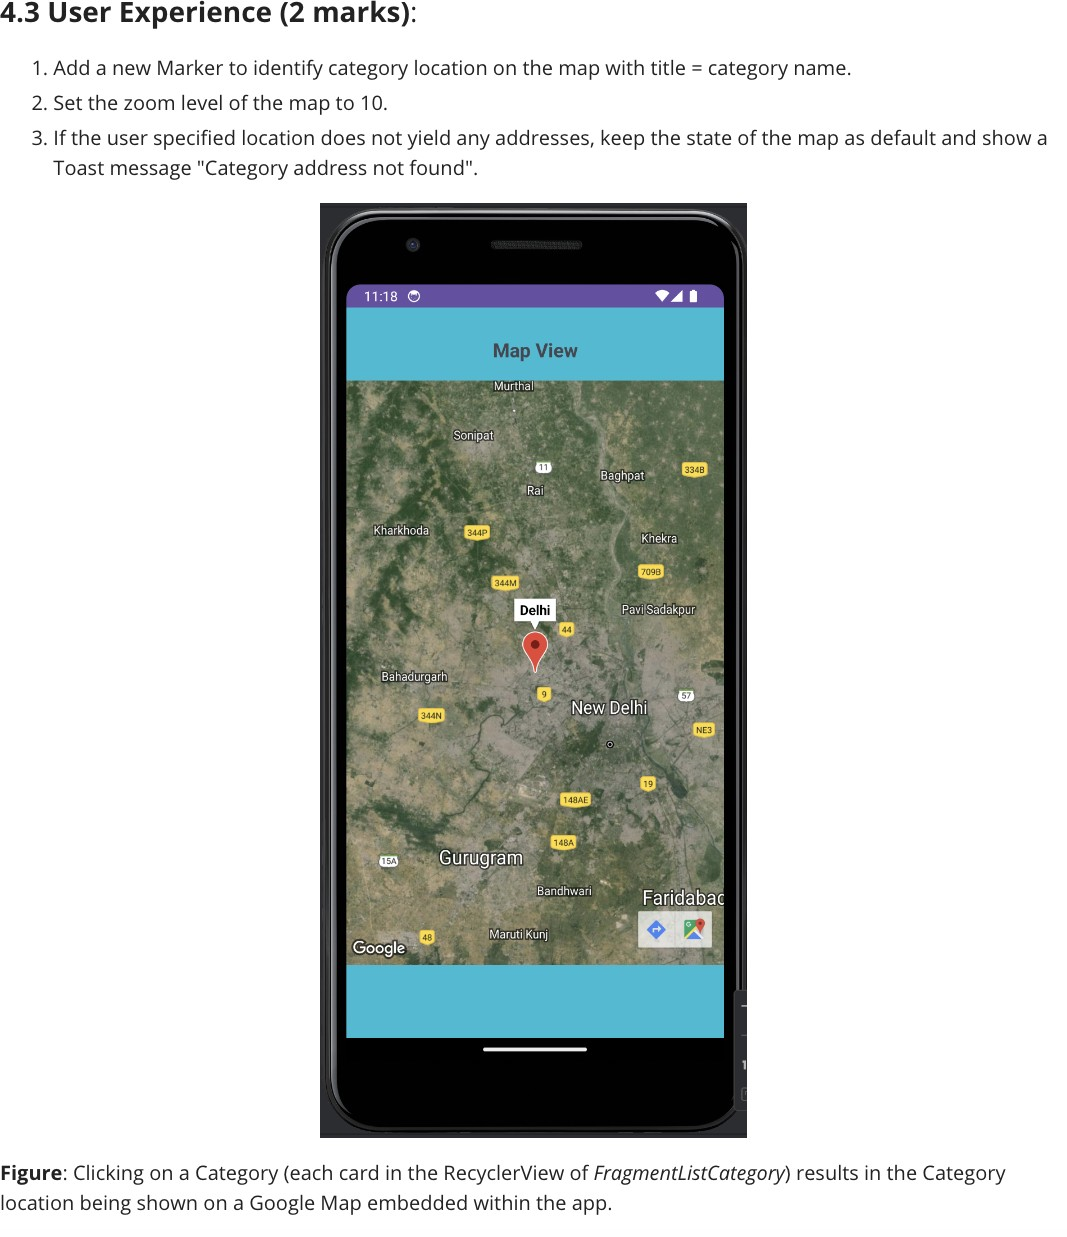 4.3 User Experience (2 marks):
1. Add a new Marker to identify category location on the map with title = category name.
2. Set the zoom level of the map to 10.
3. If the user specified location does not yield any addresses, keep the state of the map as default and show a
Toast message "Category address not found".
11:18
Map View
Murthal
Sonipat
11
Baghpat
334B
Rai
Kharkhoda
344P
Khekra
709B
344M
Delhi
Pavi Sadakpur
44
Bahadurgarh
9
57
344N
New Delhi
NE3
19
148AE
148A
15A
Gurugram
Bandhwari
Faridabad
48
Maruti Kunj
Google
Figure: Clicking on a Category (each card in the RecyclerView of FragmentListCategory) results in the Category
location being shown on a Google Map embedded within the app.